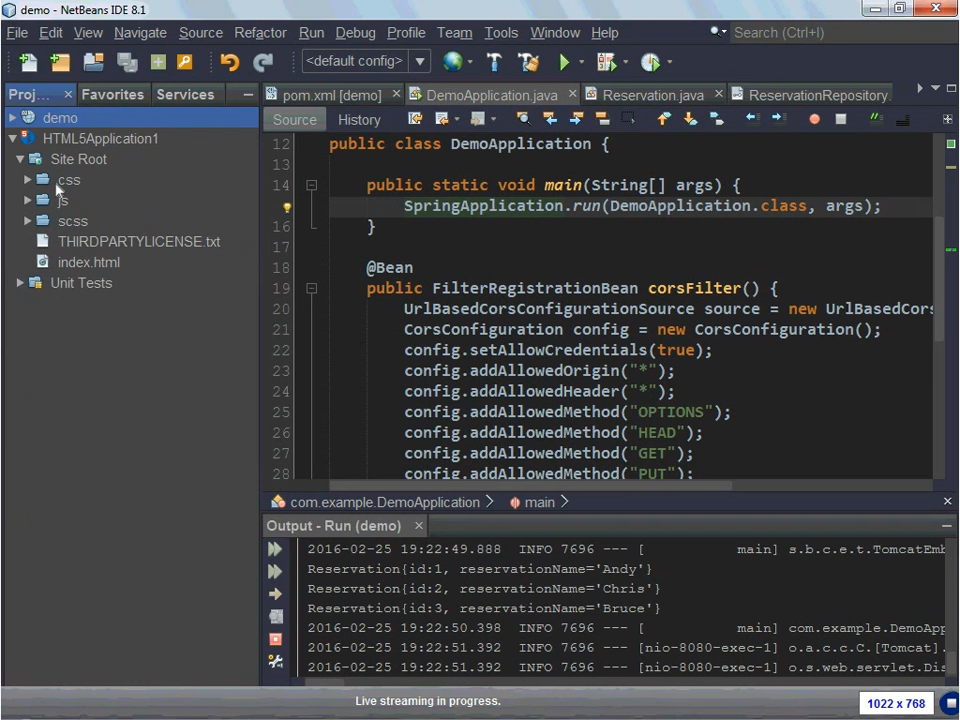 demo - NetBeans IDE 8.1
File Edit View Navigate Source Refactor Run Debug Profile Team Tools Window Help Search (Ctrl+I)
<default config>
Proj... Favorites Services
pom.xml [demo] DemoApplication.java Reservation.java ReservationRepository.
Source History
demo
HTML5Application1
Site Root
css
js
scss
THIRDPARTYLICENSE.txt
index.html
Unit Tests
12 public class DemoApplication {
13
14 public static void main(String[] args) {
SpringApplication.run(DemoApplication.class, args);
16 }
17
18 @Bean
19 public FilterRegistrationBean corsFilter() {
20 UrlBasedCorsConfigurationSource source = new UrlBasedCors
21 CorsConfiguration config = new CorsConfiguration();
22 config.setAllowCredentials(true);
23 config.addAllowedOrigin("*");
24 config.addAllowedHeader("*");
25 config.addAllowedMethod("OPTIONS");
26 config.addAllowedMethod("HEAD");
27 config.addAllowedMethod("GET");
28 config.addAllowedMethod("PUT");
com.example.DemoApplication main
Output - Run (demo)
2016-02-25 19:22:49.888 INFO 7696 --- [ main] s.b.c.e.t.TomcatEmb
Reservation{id:1, reservationName='Andy'}
Reservation{id:2, reservationName='Chris'}
Reservation{id:3, reservationName='Bruce'}
2016-02-25 19:22:50.398 INFO 7696 --- [ main] com.example.DemoApp
2016-02-25 19:22:51.392 INFO 7696 --- [nio-8080-exec-1] o.a.c.c.C.[Tomcat].
2016-02-25 19:22:51.392 INFO 7696 --- [nio-8080-exec-1] o.s.web.servlet.Dis
Live streaming in progress.
1022 x 768